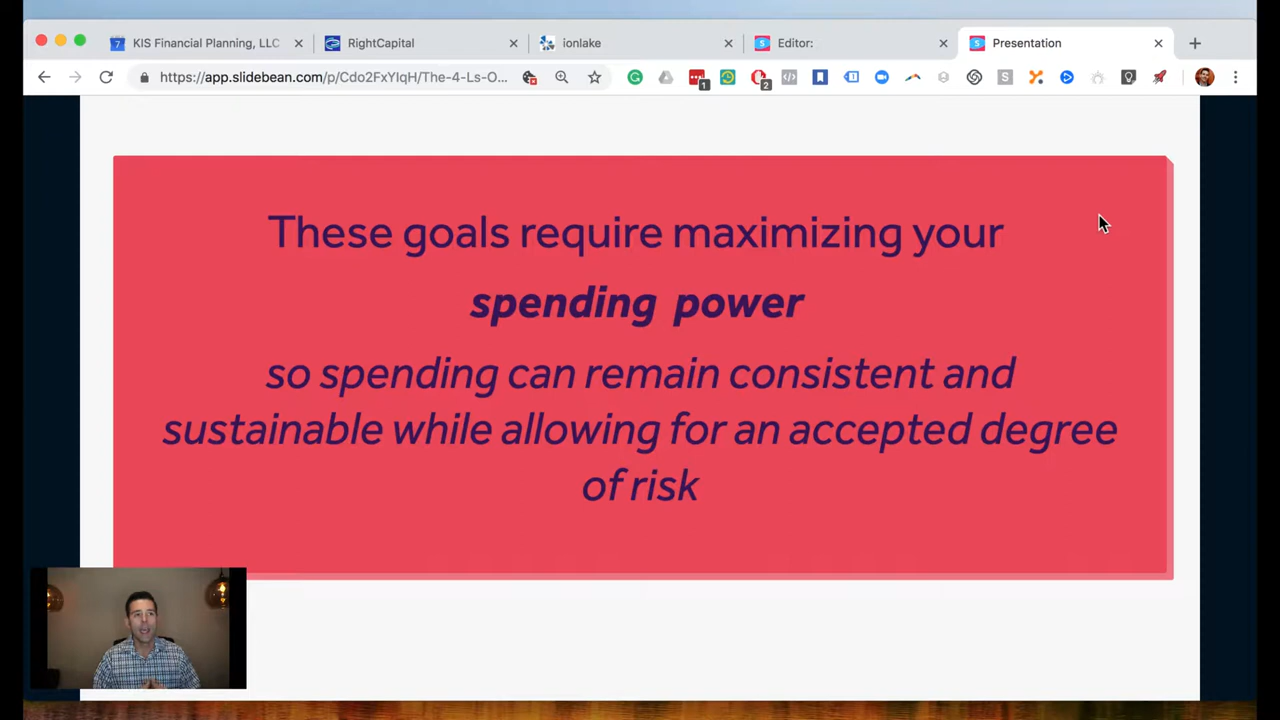 KIS Financial Planning, LLC
RightCapital
ionlake
Editor:
Presentation
https://app.slidebean.com/p/Cdo2FxYIqH/The-4-Ls-O...
These goals require maximizing your
spending power
so spending can remain consistent and
sustainable while allowing for an accepted degree
of risk